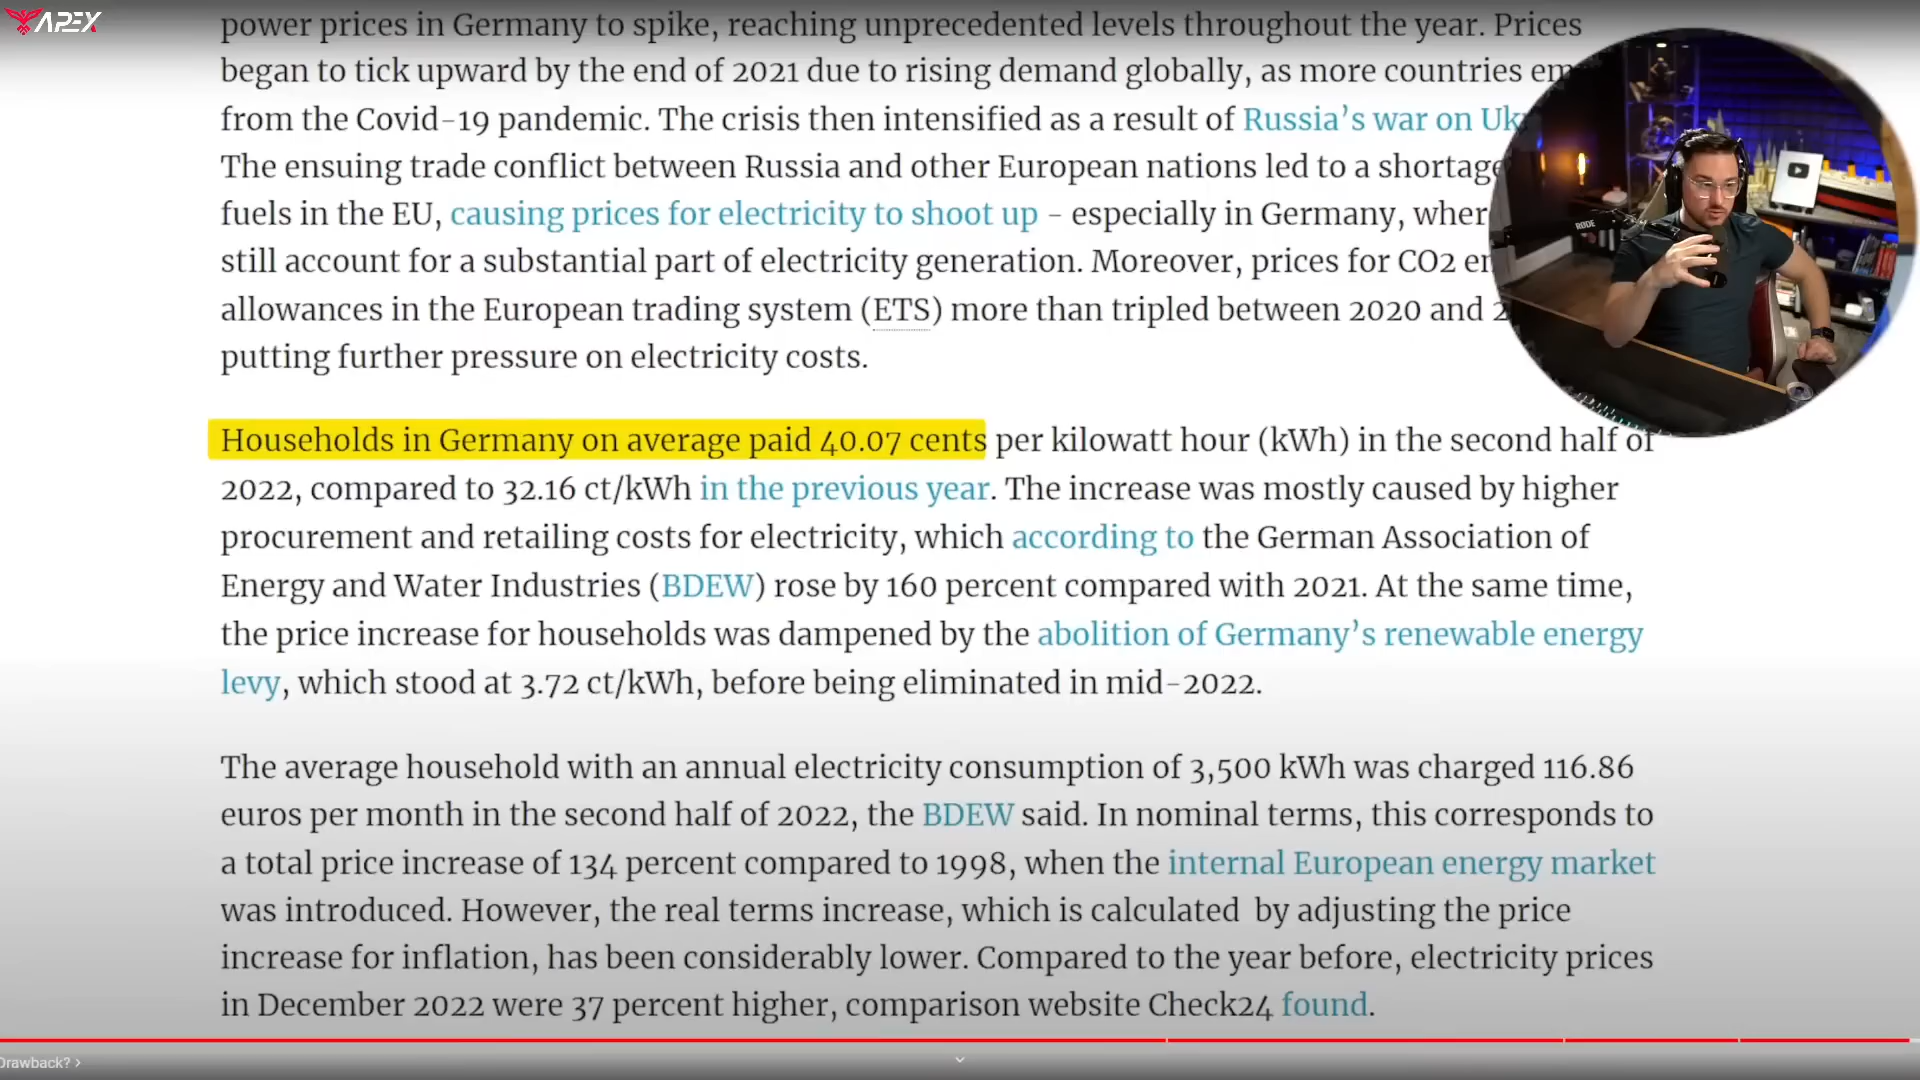 APEX
power prices in Germany to spike, reaching unprecedented levels throughout the year. Prices
began to tick upward by the end of 2021 due to rising demand globally, as more countries em
from the Covid-19 pandemic. The crisis then intensified as a result of Russia's war on Uk
The ensuing trade conflict between Russia and other European nations led to a shortage
fuels in the EU, causing prices for electricity to shoot up – especially in Germany, wher
still account for a substantial part of electricity generation. Moreover, prices for CO2 e
allowances in the European trading system (ETS) more than tripled between 2020 and 2
putting further pressure on electricity costs.
RODE
Households in Germany on average paid 40.07 cents per kilowatt hour (kWh) in the second half of
2022, compared to 32.16 ct/kWh in the previous year. The increase was mostly caused by higher
procurement and retailing costs for electricity, which according to the German Association of
Energy and Water Industries (BDEW) rose by 160 percent compared with 2021. At the same time,
the price increase for households was dampened by the abolition of Germany's renewable energy
levy, which stood at 3.72 ct/kWh, before being eliminated in mid-2022.
The average household with an annual electricity consumption of 3,500 kWh was charged 116.86
euros per month in the second half of 2022, the BDEW said. In nominal terms, this corresponds to
a total price increase of 134 percent compared to 1998, when the internal European energy market
was introduced. However, the real terms increase, which is calculated by adjusting the price
increase for inflation, has been considerably lower. Compared to the year before, electricity prices
in December 2022 were 37 percent higher, comparison website Check24 found.
Drawback? ›